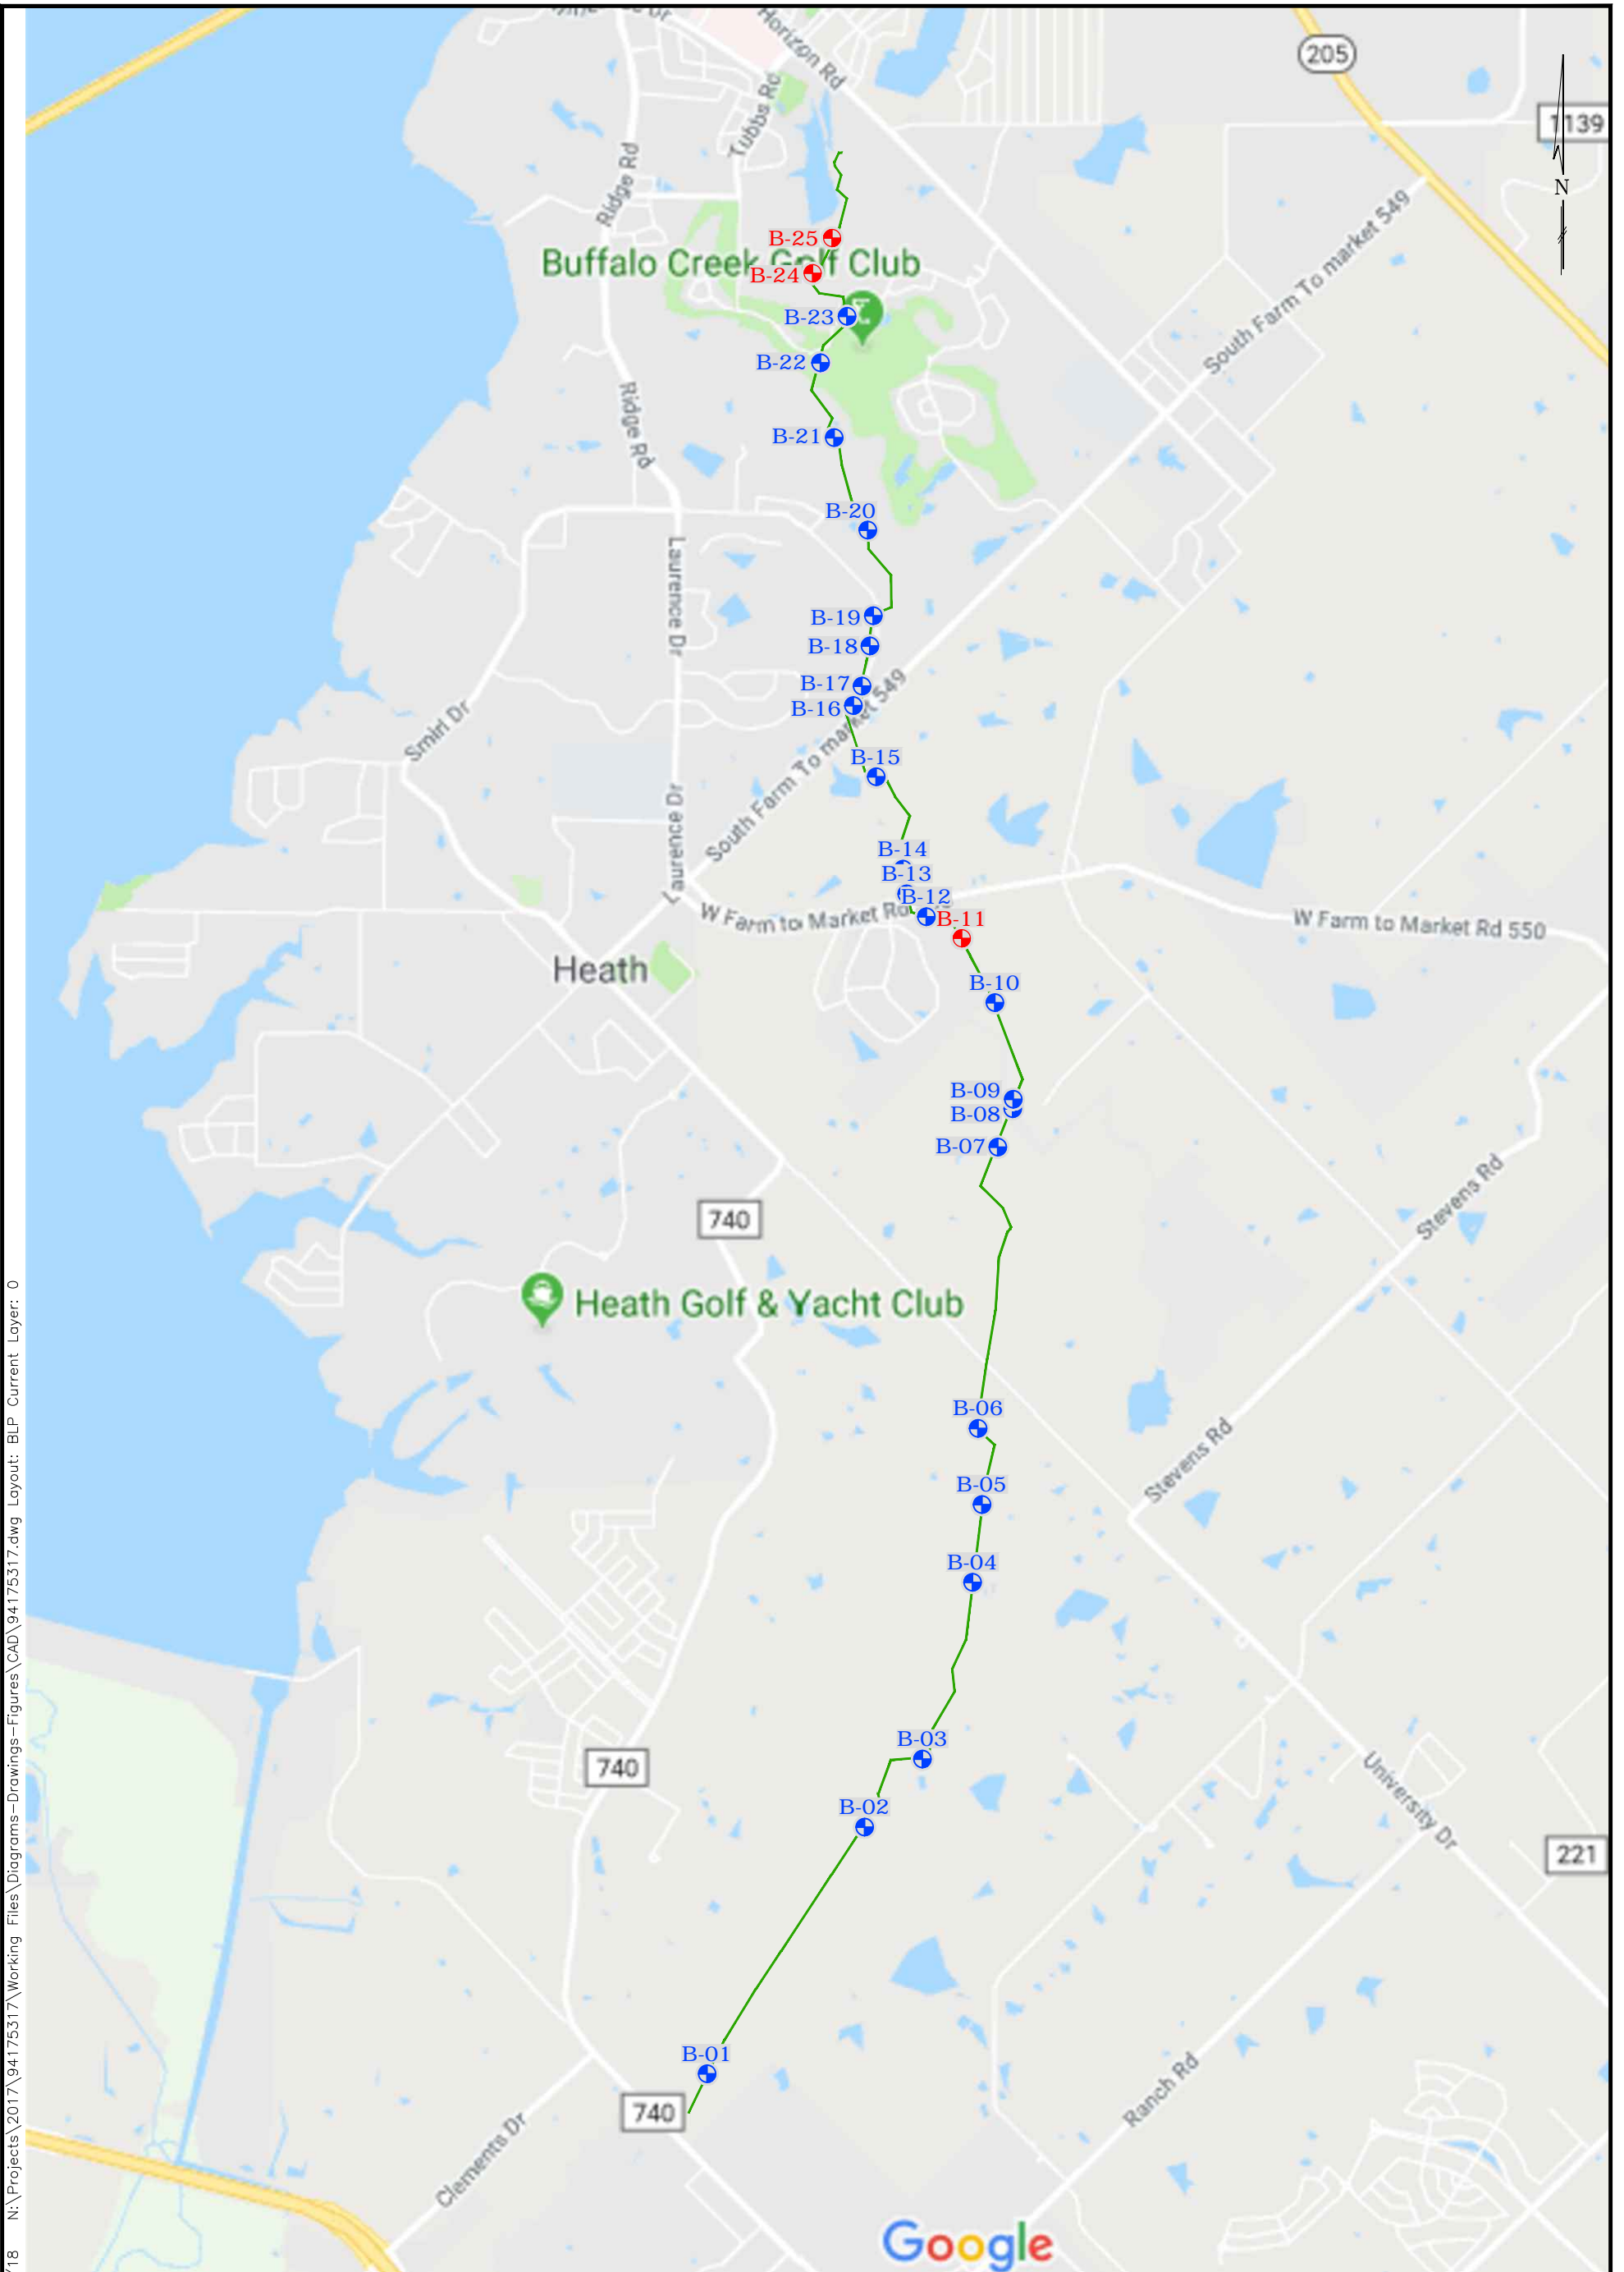 Horizon Rd
205
1139
Tubbs Rd
Ridge Rd
N
South Farm To market 549
B-25
Buffalo Creek Golf Club
B-24
B-23
B-22
Ridge Rd
B-21
B-20
Laurence Dr
B-19
B-18
B-17
B-16
South Farm To market 549
Smirl Dr
B-15
Laurence Dr
B-14
B-13
B-12
W Farm to Market Ro
B-11
W Farm to Market Rd 550
Heath
B-10
B-09
B-08
B-07
Stevens Rd
740
Heath Golf & Yacht Club
B-06
Stevens Rd
B-05
B-04
B-03
740
University Dr
B-02
221
B-01
740
Ranch Rd
Clements Dr
Google
/18 N:\Projects\2017\94175317\Working Files\Diagrams-Drawings-Figures\CAD\94175317.dwg Layout: BLP Current Layer: 0